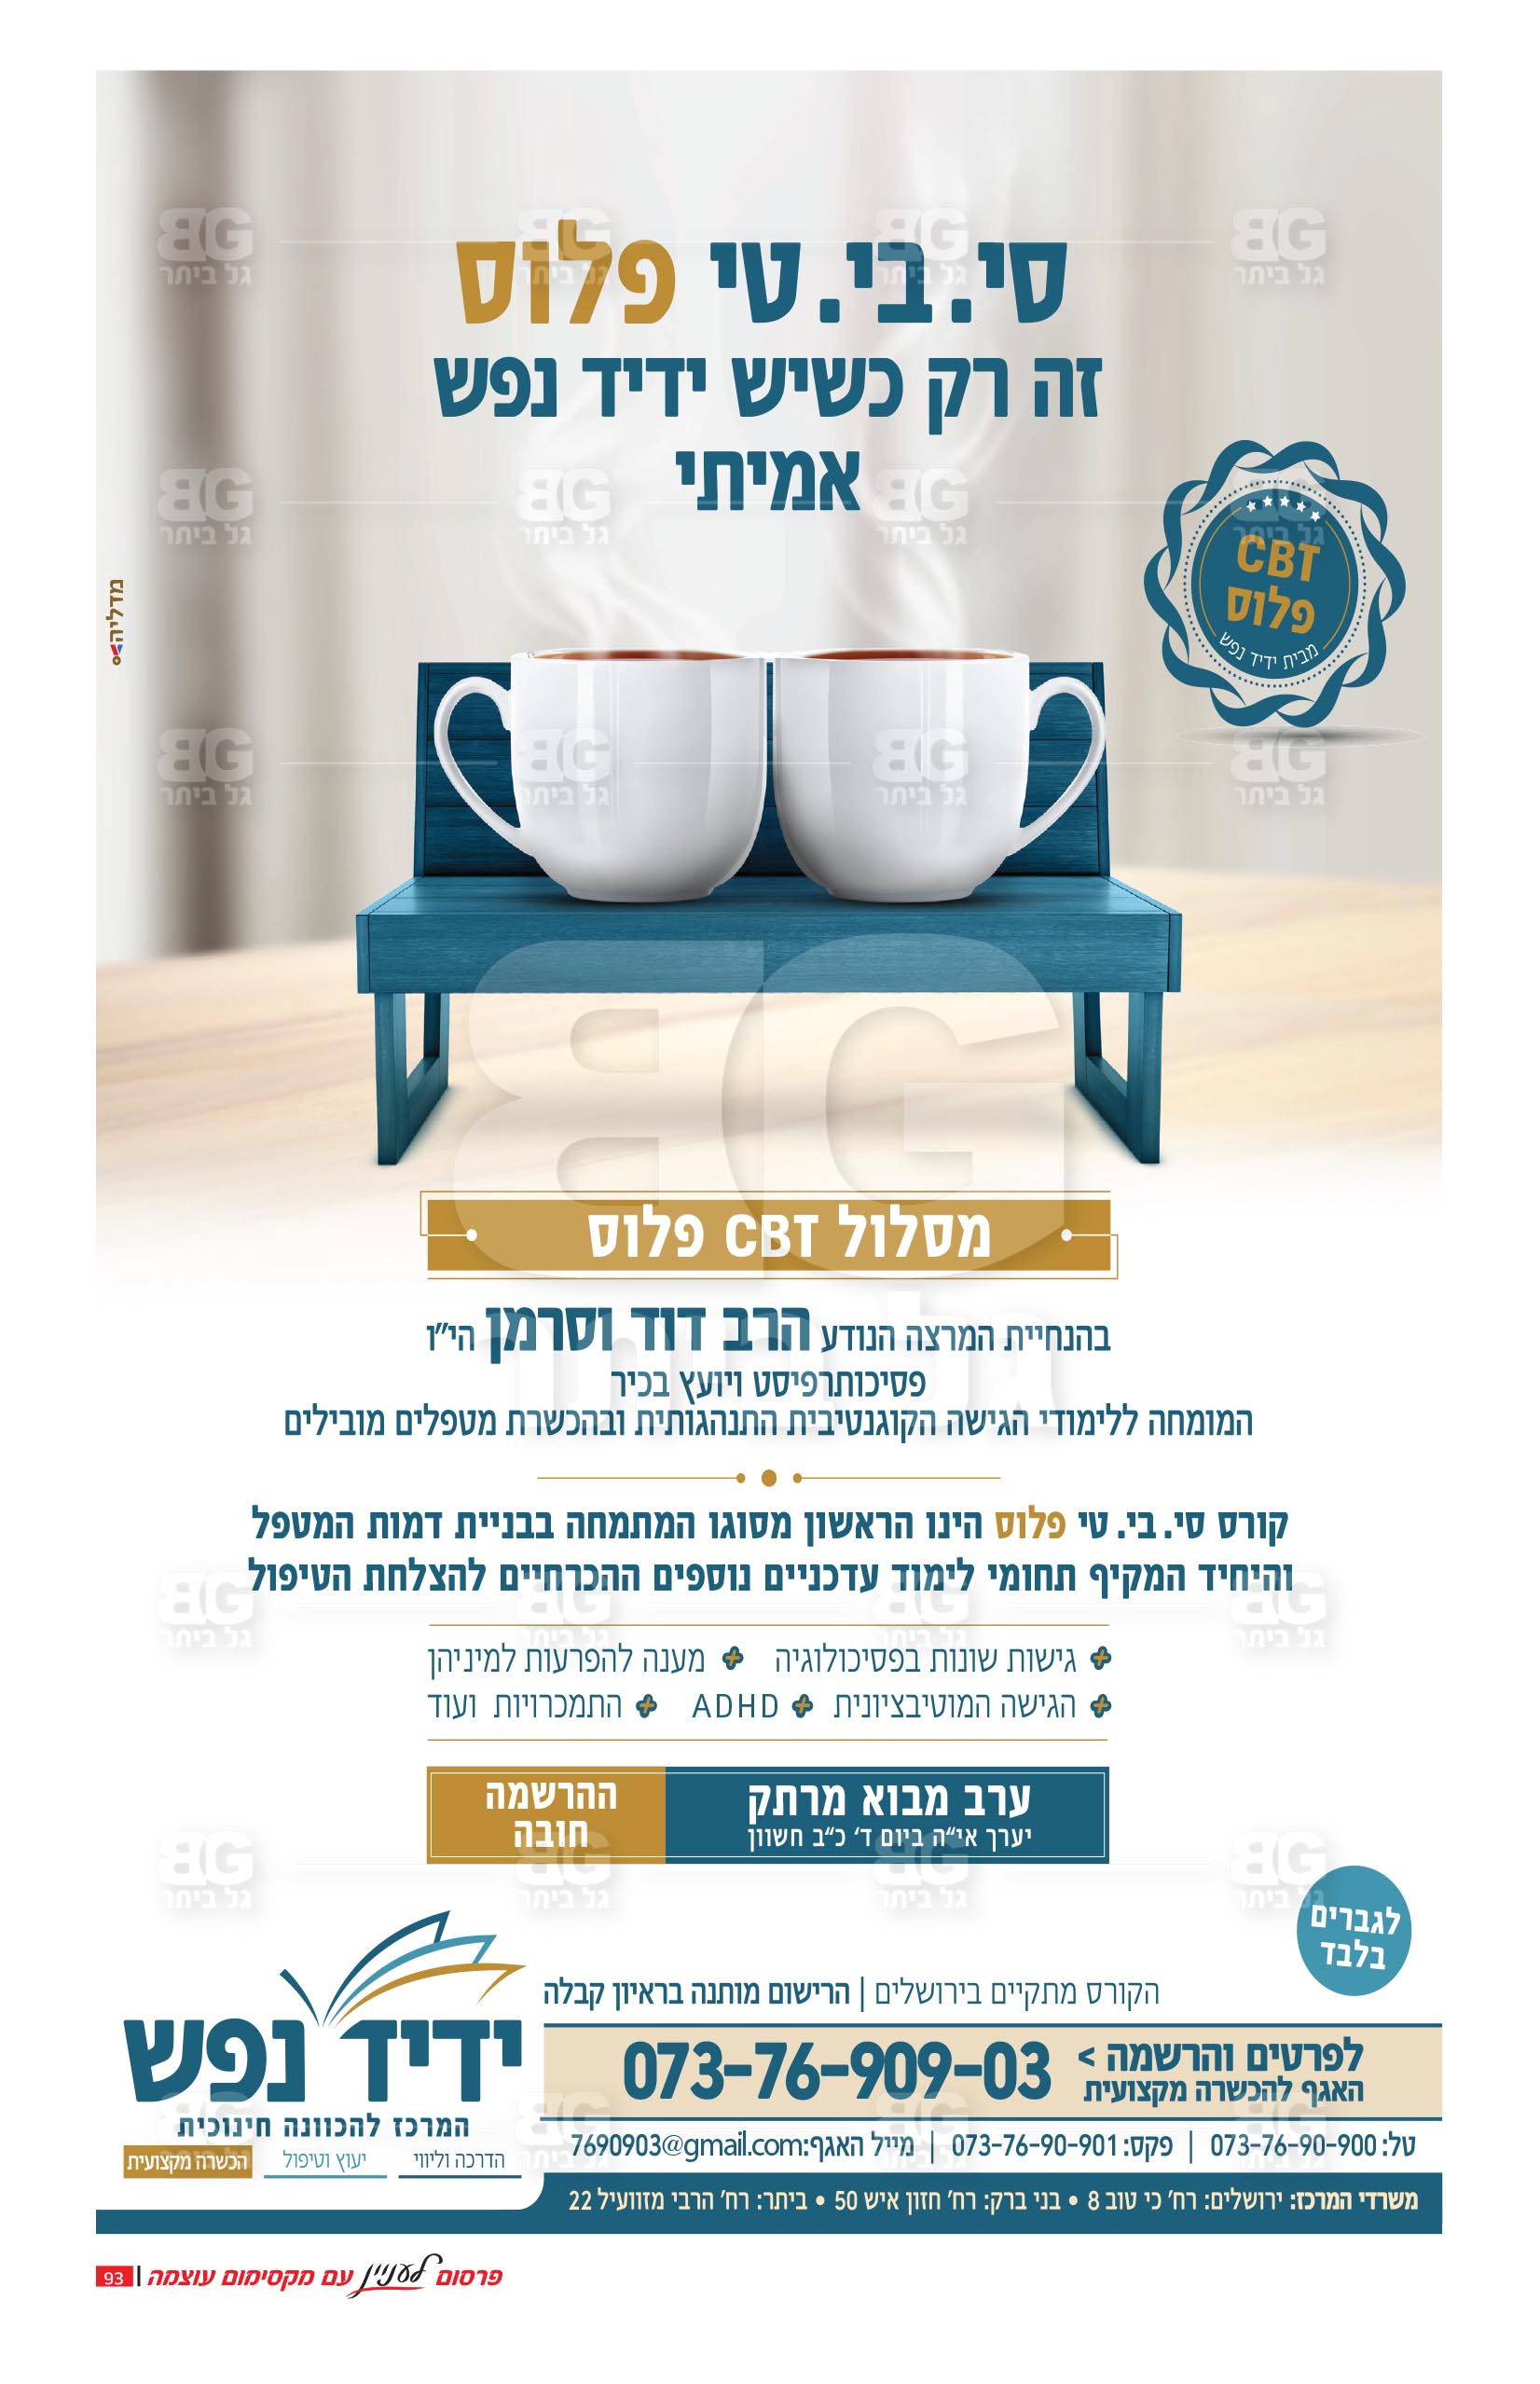 סי.בי.טי פלוס
זה רק כשיש ידיד נפש
אמיתי
CBT
פלוס
מבית ידיד נפש
מדליה
מסלול CBT פלוס
בהנחיית המרצה הנודע הרב דוד וסרמן הי"ו
פסיכותרפיסט ויועץ בכיר
המומחה ללימודי הגישה הקוגנטיבית התנהגותית ובהכשרת מטפלים מובילים
קורס סי.בי.טי פלוס הינו הראשון מסוגו המתמחה בבניית דמות המטפל
והיחיד המקיף תחומי לימוד עדכניים נוספים ההכרחיים להצלחת הטיפול
גישות שונות בפסיכולוגיה מענה להפרעות למיניהן
הגישה המוטיבציונית ADHD התמכרויות ועוד
ערב מבוא מרתק
יערך אי"ה ביום ד' כ"ב חשוון
ההרשמה
חובה
לגברים
בלבד
הקורס מתקיים בירושלים | הרישום מותנה בראיון קבלה
לפרטים והרשמה >
האגף להכשרה מקצועית
073-76-909-03
טל: 073-76-90-900 | פקס: 073-76-90-901 | מייל האגף: 7690903@gmail.com
משרדי המרכז: ירושלים: רח' כי טוב 8 • בני ברק: רח' חזון איש 50 • ביתר: רח' הרבי מזוועיל 22
ידיד נפש
המרכז להכוונה חינוכית
הדרכה וליווי יעוץ וטיפול הכשרה מקצועית
פרסום לעניין עם מקסימום עוצמה | 93
BG
גל ביתר